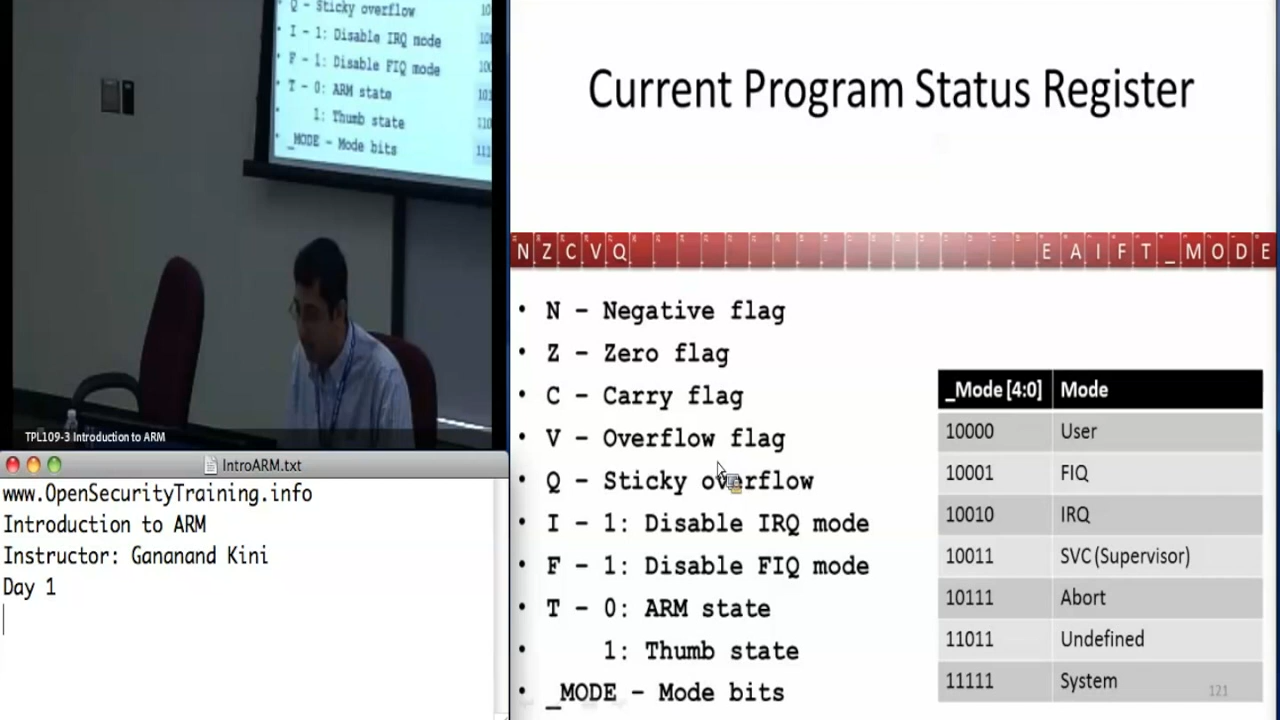 Q - Sticky overflow
I - 1: Disable IRQ mode
F - 1: Disable FIQ mode
T - 0: ARM state
1: Thumb state
_MODE - Mode bits
TPL109-3 Introduction to ARM
IntroARM.txt
www.OpenSecurityTraining.info
Introduction to ARM
Instructor: Gananand Kini
Day 1
Current Program Status Register
N Z C V Q E A I F T _ M O D E
• N - Negative flag
• Z - Zero flag
• C - Carry flag
• V - Overflow flag
• Q - Sticky overflow
• I - 1: Disable IRQ mode
• F - 1: Disable FIQ mode
• T - 0: ARM state
• 1: Thumb state
• _MODE - Mode bits
_Mode [4:0] Mode
10000 User
10001 FIQ
10010 IRQ
10011 SVC (Supervisor)
10111 Abort
11011 Undefined
11111 System
121